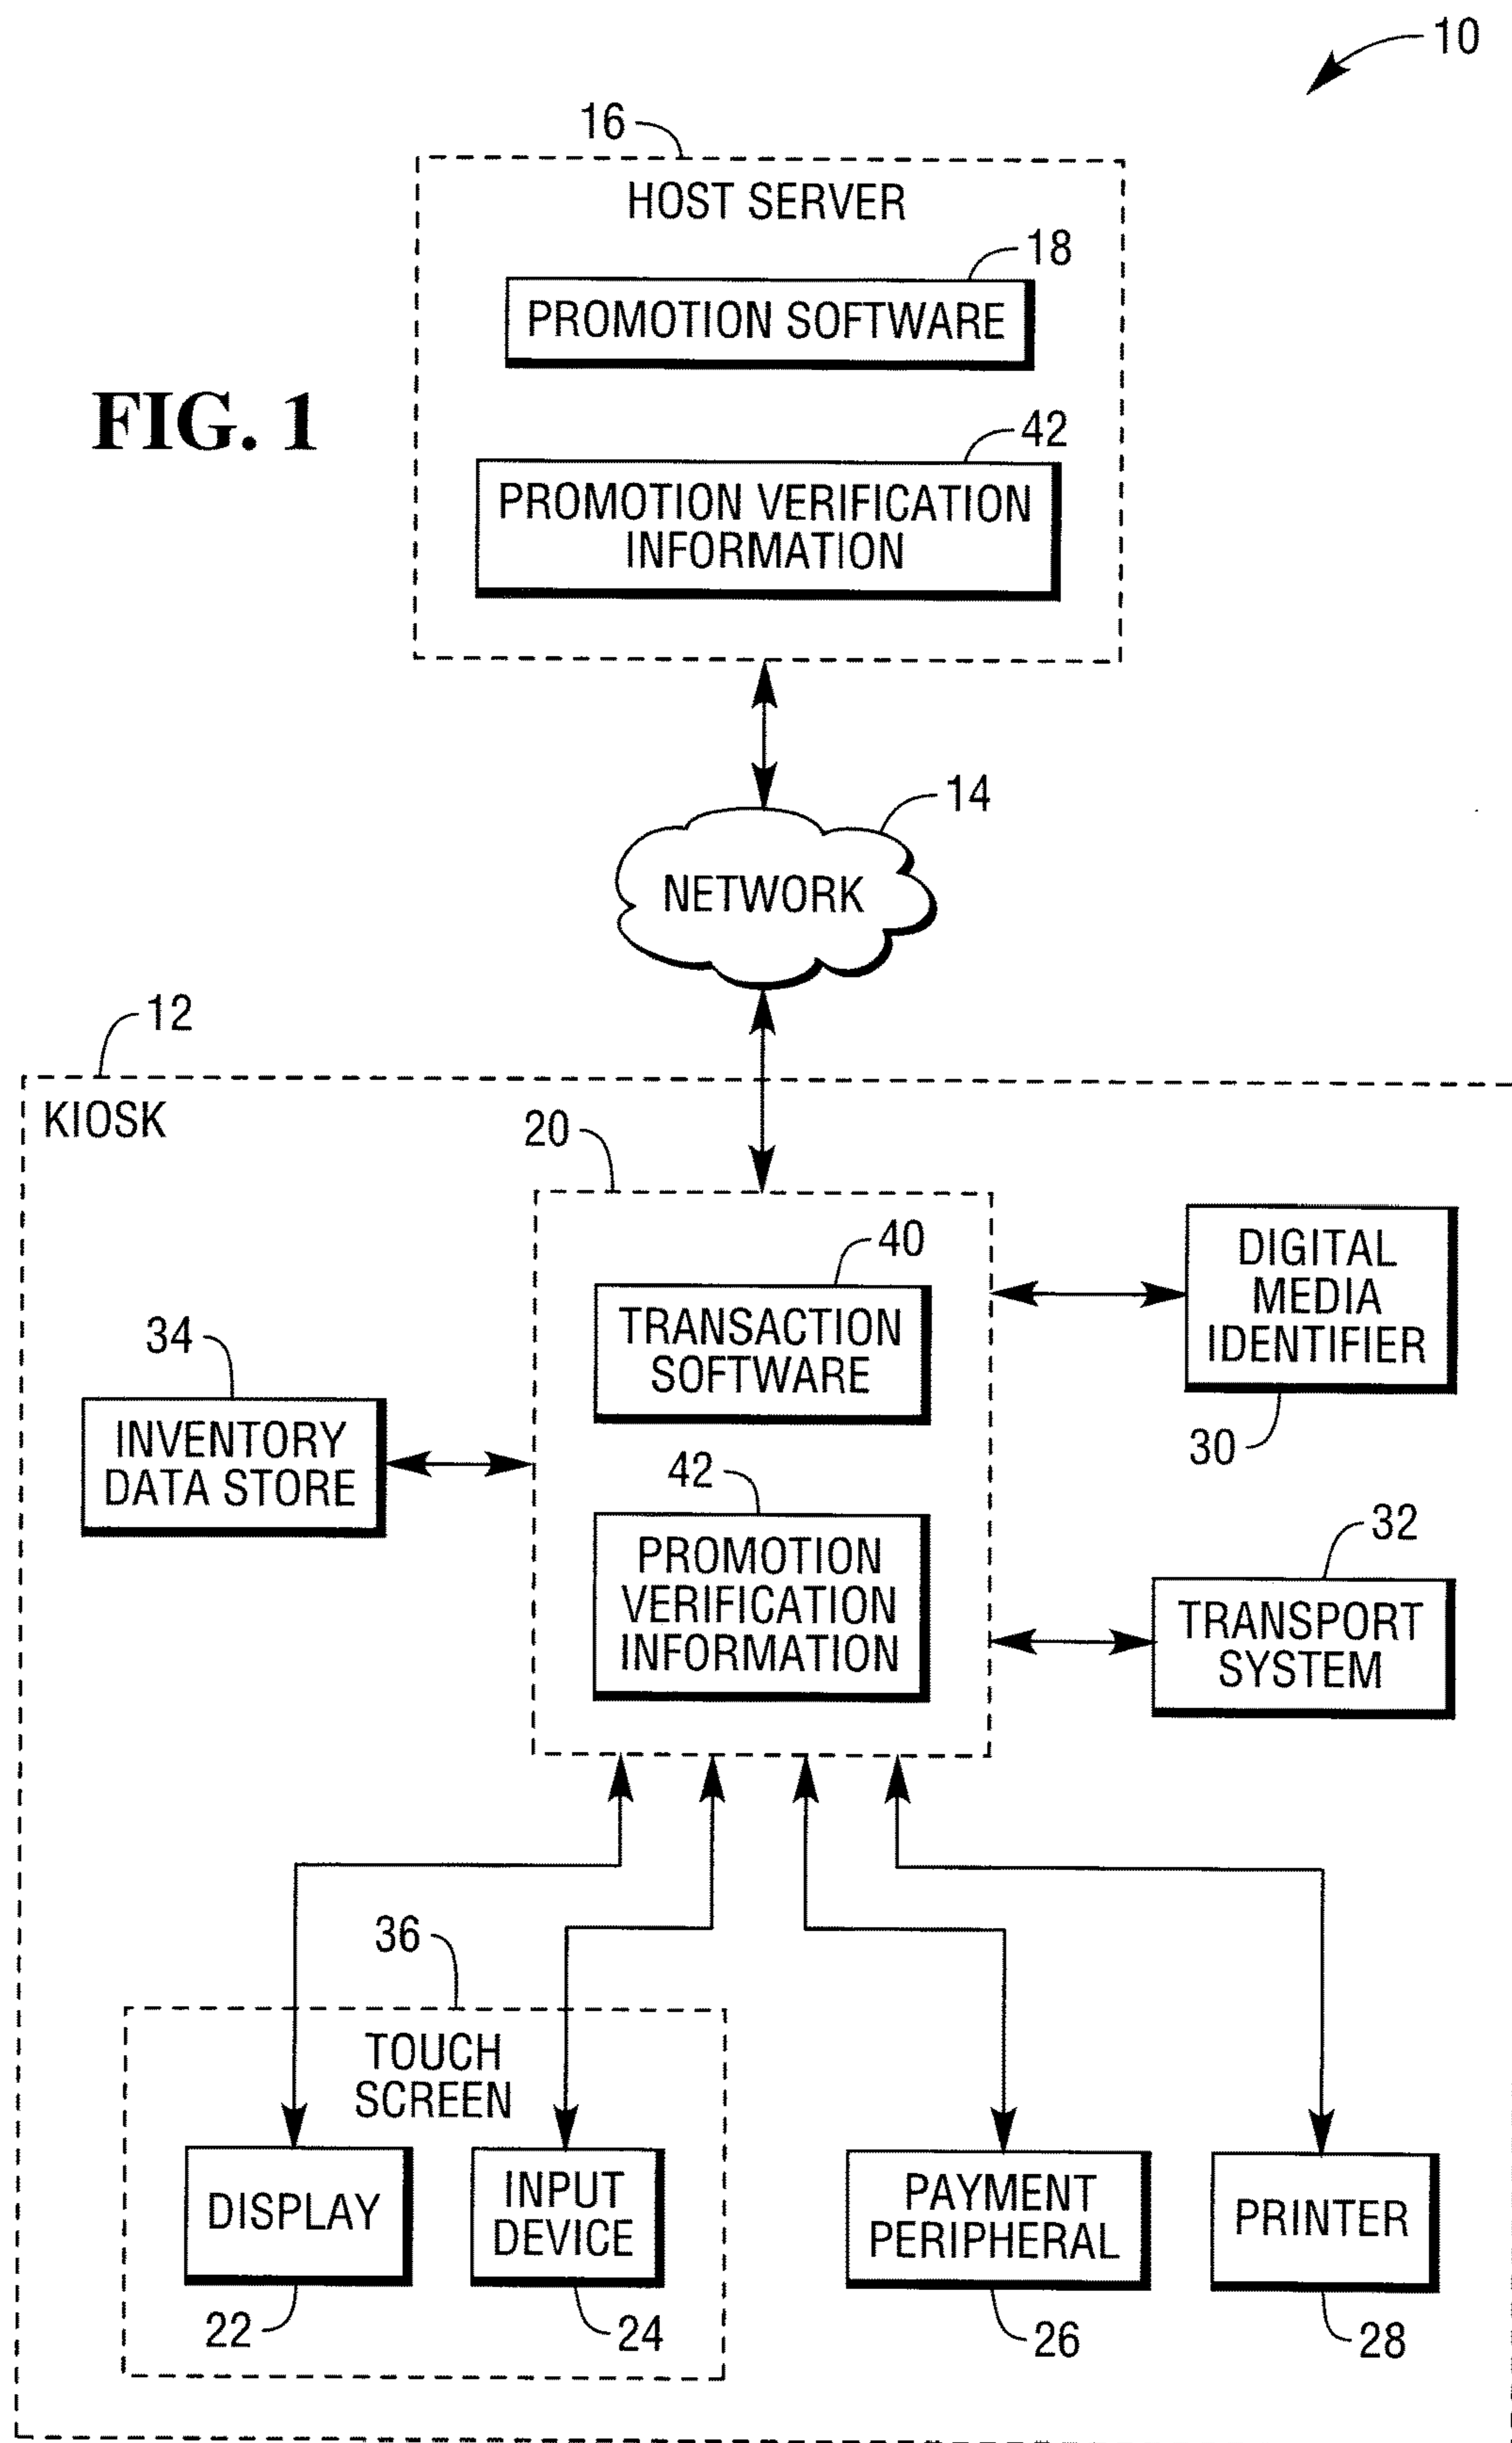 10
16
HOST SERVER
18
PROMOTION SOFTWARE
FIG. 1
42
PROMOTION VERIFICATION
INFORMATION
14
NETWORK
12
KIOSK
20
40
TRANSACTION
SOFTWARE
DIGITAL
MEDIA
IDENTIFIER
30
34
INVENTORY
DATA STORE
42
PROMOTION
VERIFICATION
INFORMATION
32
TRANSPORT
SYSTEM
36
TOUCH
SCREEN
DISPLAY
22
INPUT
DEVICE
24
PAYMENT
PERIPHERAL
26
PRINTER
28